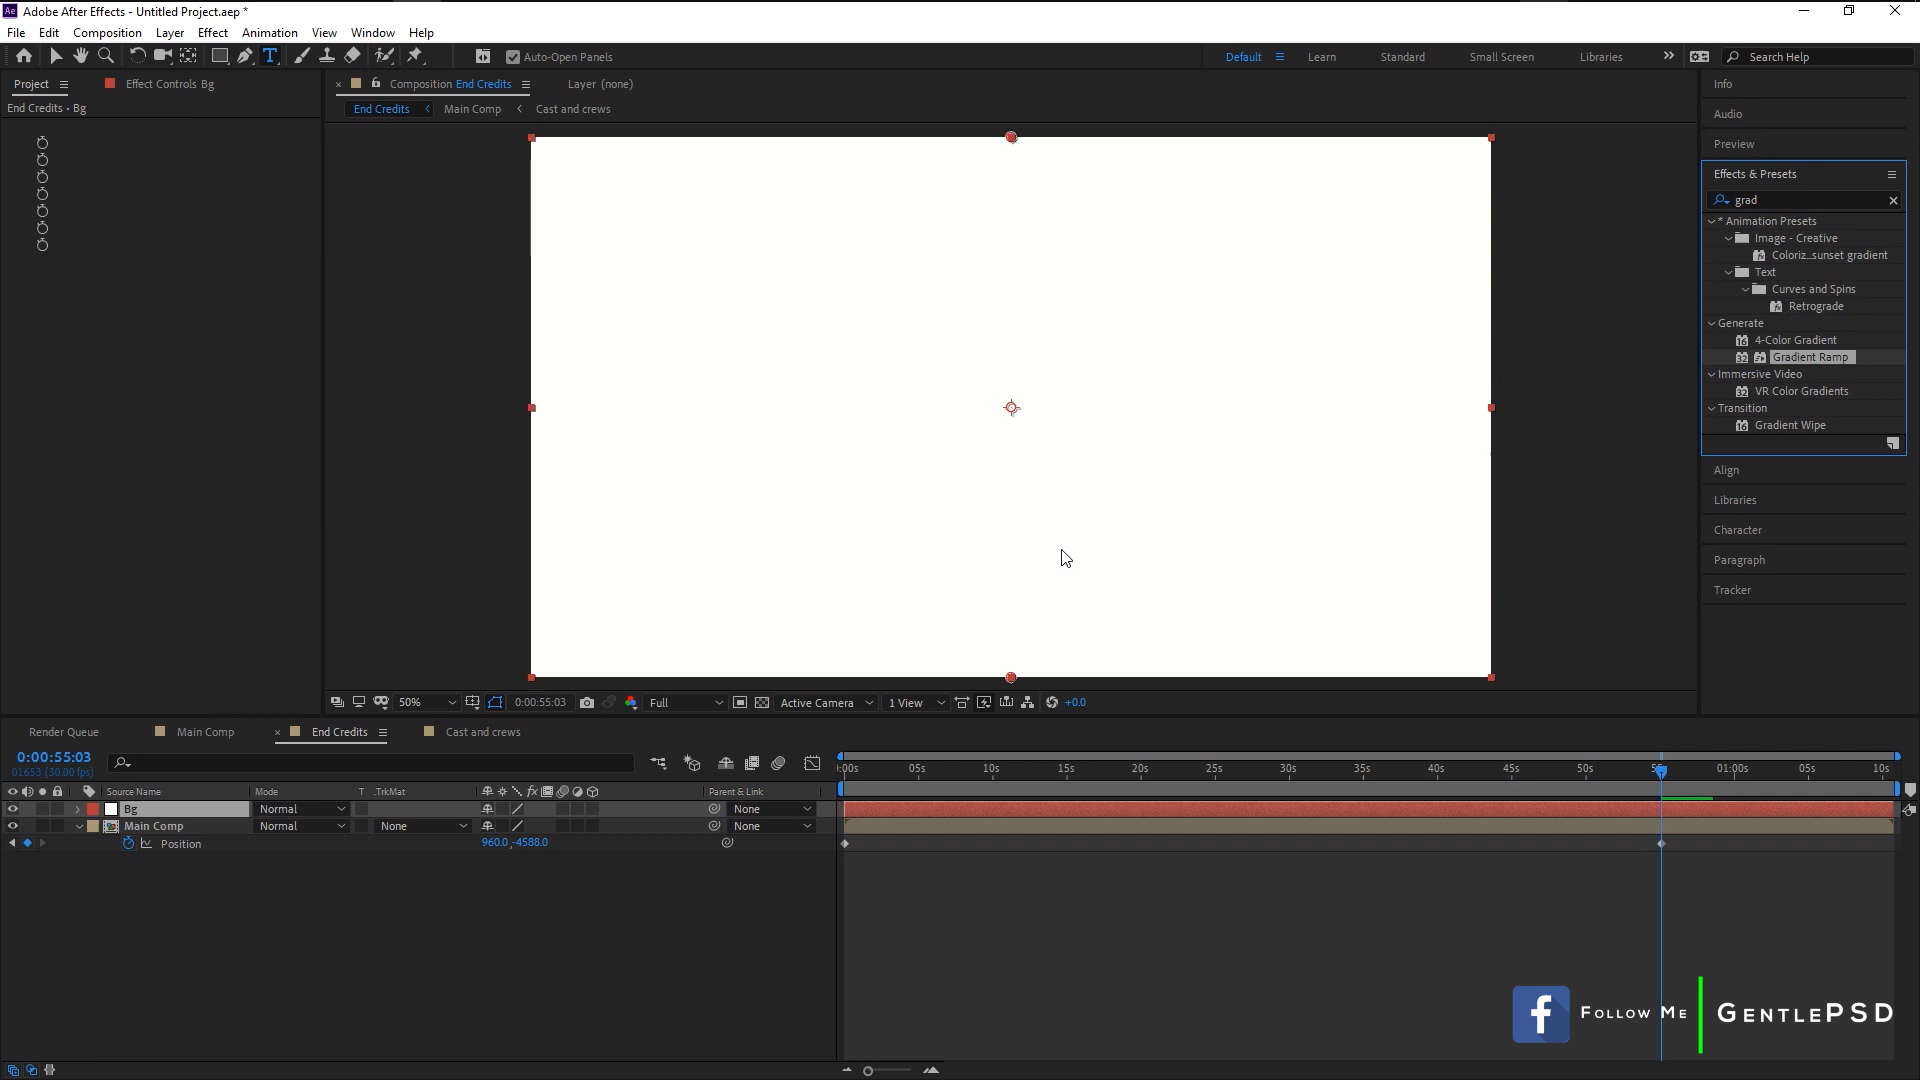 Ae Adobe After Effects - Untitled Project.aep *
File Edit Composition Layer Effect Animation View Window Help
T Auto-Open Panels Default Learn Standard Small Screen Libraries Search Help
Project Effect Controls Bg Composition End Credits Layer (none)
End Credits • Bg
End Credits Main Comp Cast and crews
Info
Audio
Preview
Effects & Presets
grad
* Animation Presets
Image - Creative
Coloriz...sunset gradient
Text
Curves and Spins
Retrograde
Generate
16 4-Color Gradient
32 Gradient Ramp
Immersive Video
32 VR Color Gradients
Transition
16 Gradient Wipe
Align
Libraries
Character
Paragraph
Tracker
50% 0:00:55:03 Full Active Camera 1 View +0.0
Render Queue Main Comp End Credits Cast and crews
0:00:55:03
01653 (30.00 fps)
:00s 05s 10s 15s 20s 25s 30s 35s 40s 45s 50s 01:00s 05s 10s
Source Name Mode T .TrkMat fx Parent & Link
Bg Normal None
Main Comp Normal None None
Position 960.0,-4588.0
f Follow Me GentlePSD